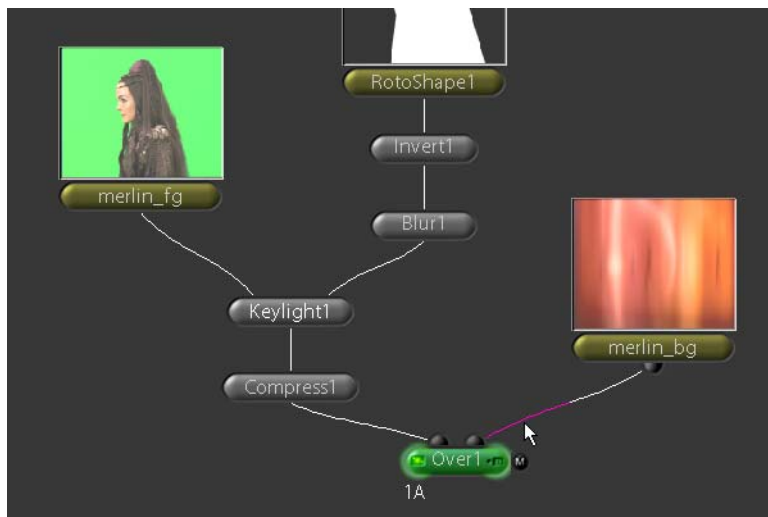 RotoShape1
Invert1
merlin_fg
Blur1
Keylight1
merlin_bg
Compress1
Over1
M
1A